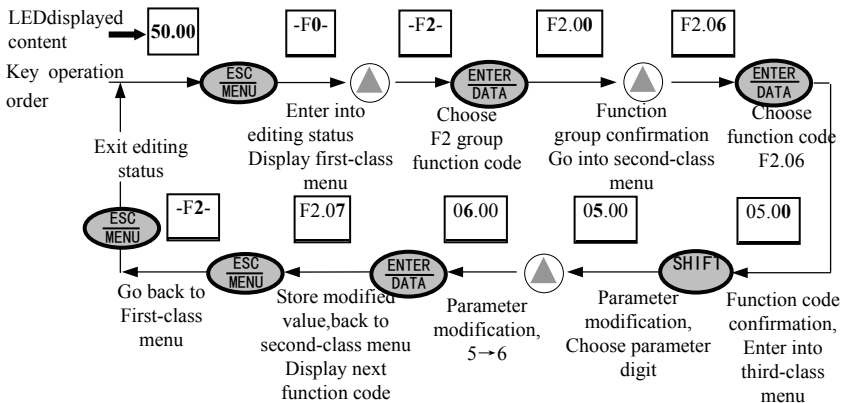 LEDdisplayed
content
50.00
-F0-
-F2-
F2.00
F2.06
Key operation
order
ESC
MENU
ENTER
DATA
ENTER
DATA
Enter into
editing status
Display first-class
menu
Choose
F2 group
function code
Function
group confirmation
Go into second-class
menu
Choose
function code
F2.06
Exit editing
status
-F2-
F2.07
06.00
05.00
05.00
ESC
MENU
ESC
MENU
ENTER
DATA
SHIFT
Go back to
First-class
menu
Store modified
value,back to
second-class menu
Display next
function code
Parameter
modification,
5→6
Parameter
modification,
Choose parameter
digit
Function code
confirmation,
Enter into
third-class
menu